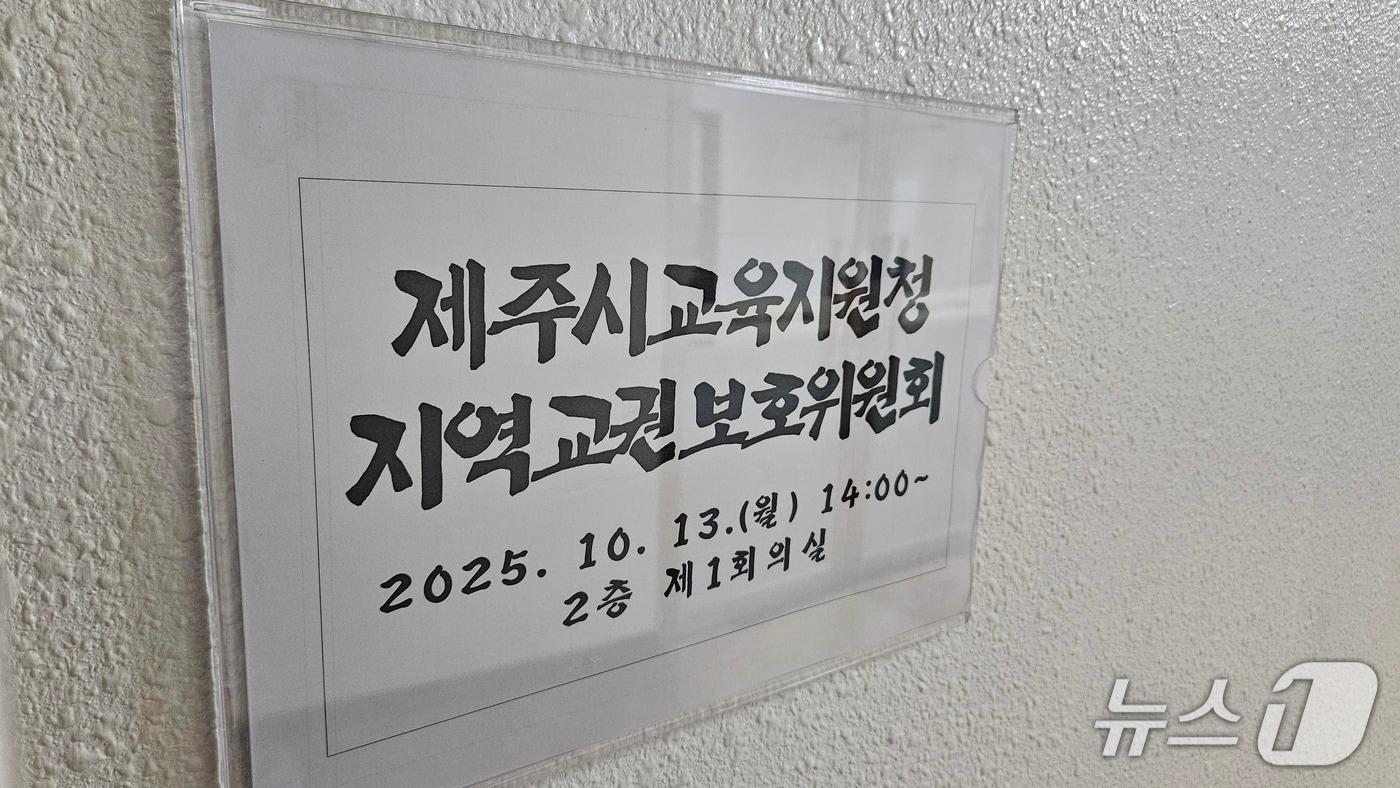 제주시교육지원청
지역교권보호위원회
2025. 10. 13.(월) 14:00~
2층 제1회의실
뉴스1